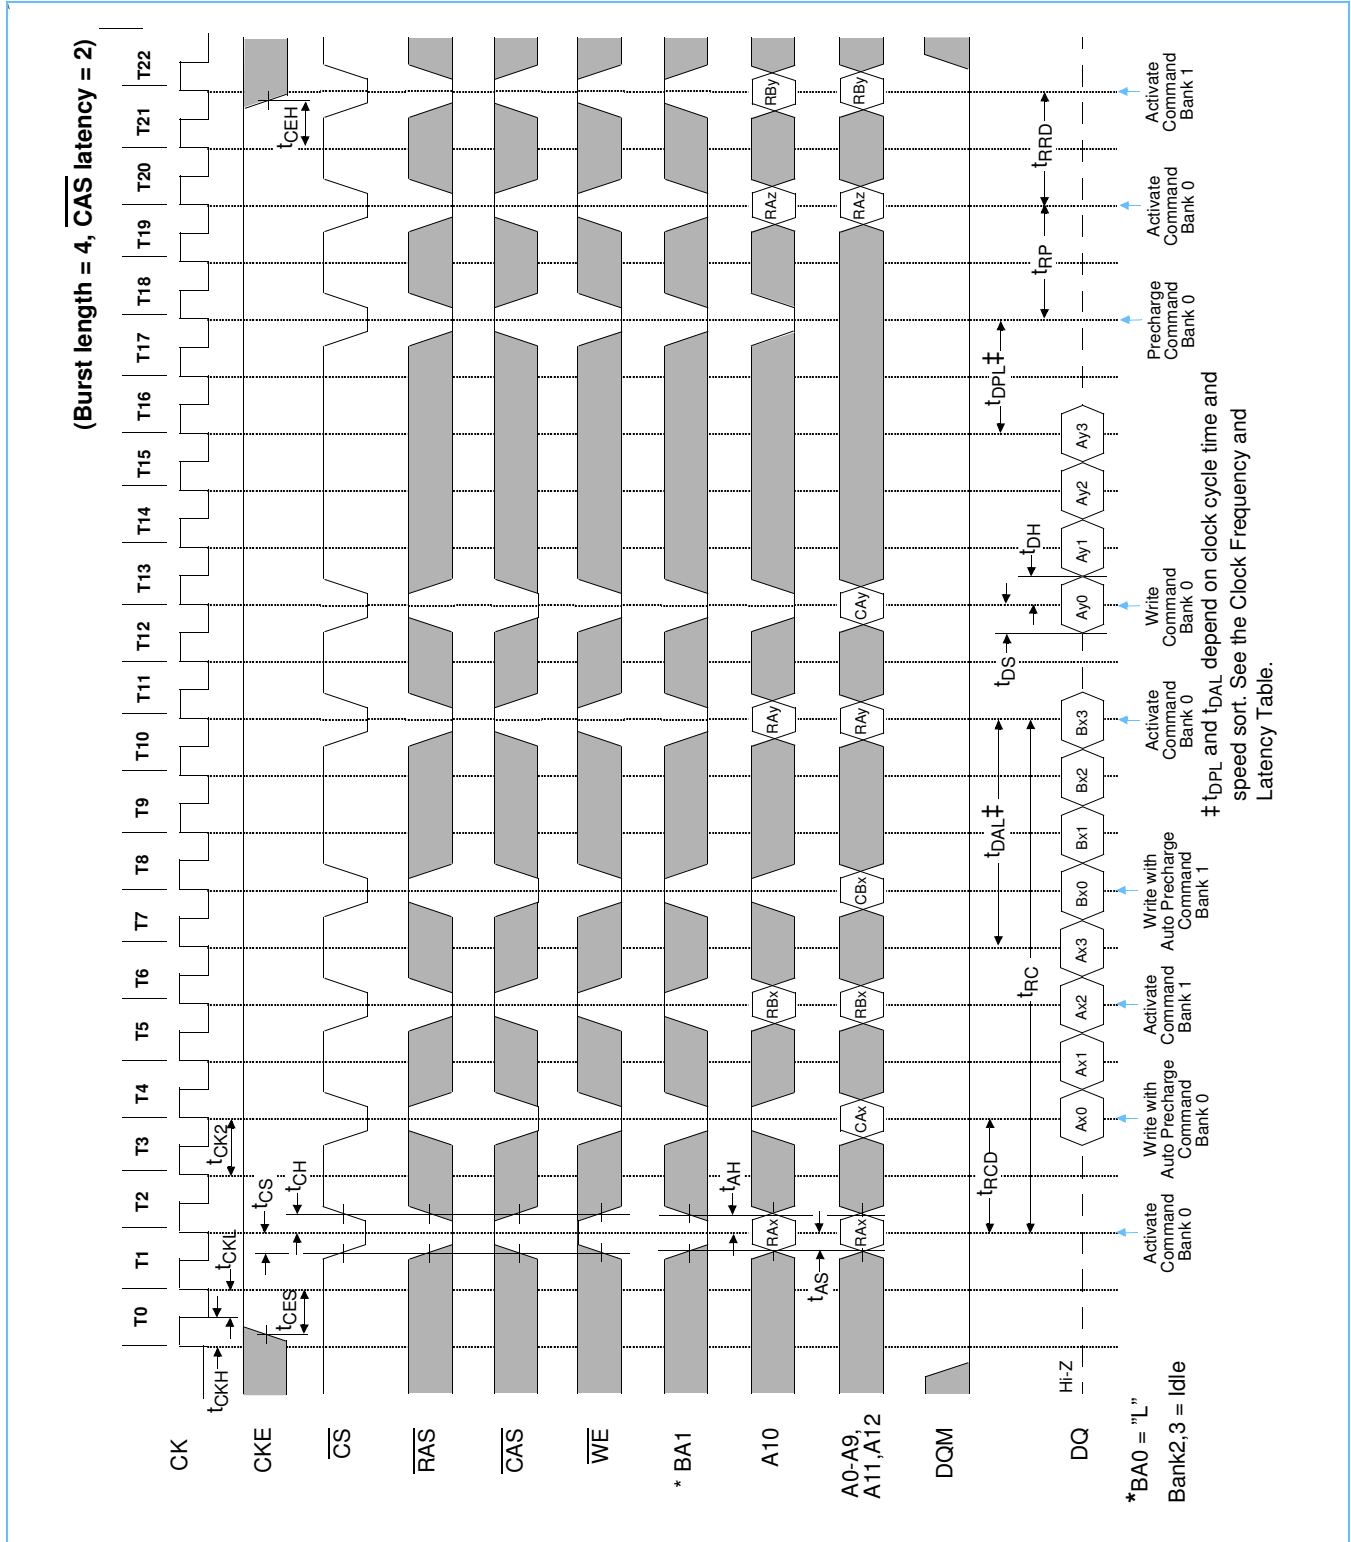 (Burst length = 4, CAS latency = 2)
T0 T1 T2 T3 T4 T5 T6 T7 T8 T9 T10 T11 T12 T13 T14 T15 T16 T17 T18 T19 T20 T21 T22
CK
tCKH
tCKL
tCK2
CKE
tCES
tCS
tCH
tCEH
CS
RAS
CAS
WE
* BA1
tAH
A10
RAx RBx RAy RAz RBy
tAS
A0-A9,
A11,A12
RAx CAx RBx CBx RAy CAy RAz RBy
DQM
tRCD
tDAL‡
tDS
tDPL‡
tRC
tDH
tRP
tRRD
DQ
Hi-Z
Ax0 Ax1 Ax2 Ax3 Bx0 Bx1 Bx2 Bx3 Ay0 Ay1 Ay2 Ay3
Activate
Command
Bank 0
Write with
Auto Precharge
Command
Bank 0
Activate
Command
Bank 1
Write with
Auto Precharge
Command
Bank 1
Activate
Command
Bank 0
Write
Command
Bank 0
Precharge
Command
Bank 0
Activate
Command
Bank 0
Activate
Command
Bank 1
*BA0 = ”L”
Bank2,3 = Idle
‡ tDPL and tDAL depend on clock cycle time and
speed sort. See the Clock Frequency and
Latency Table.